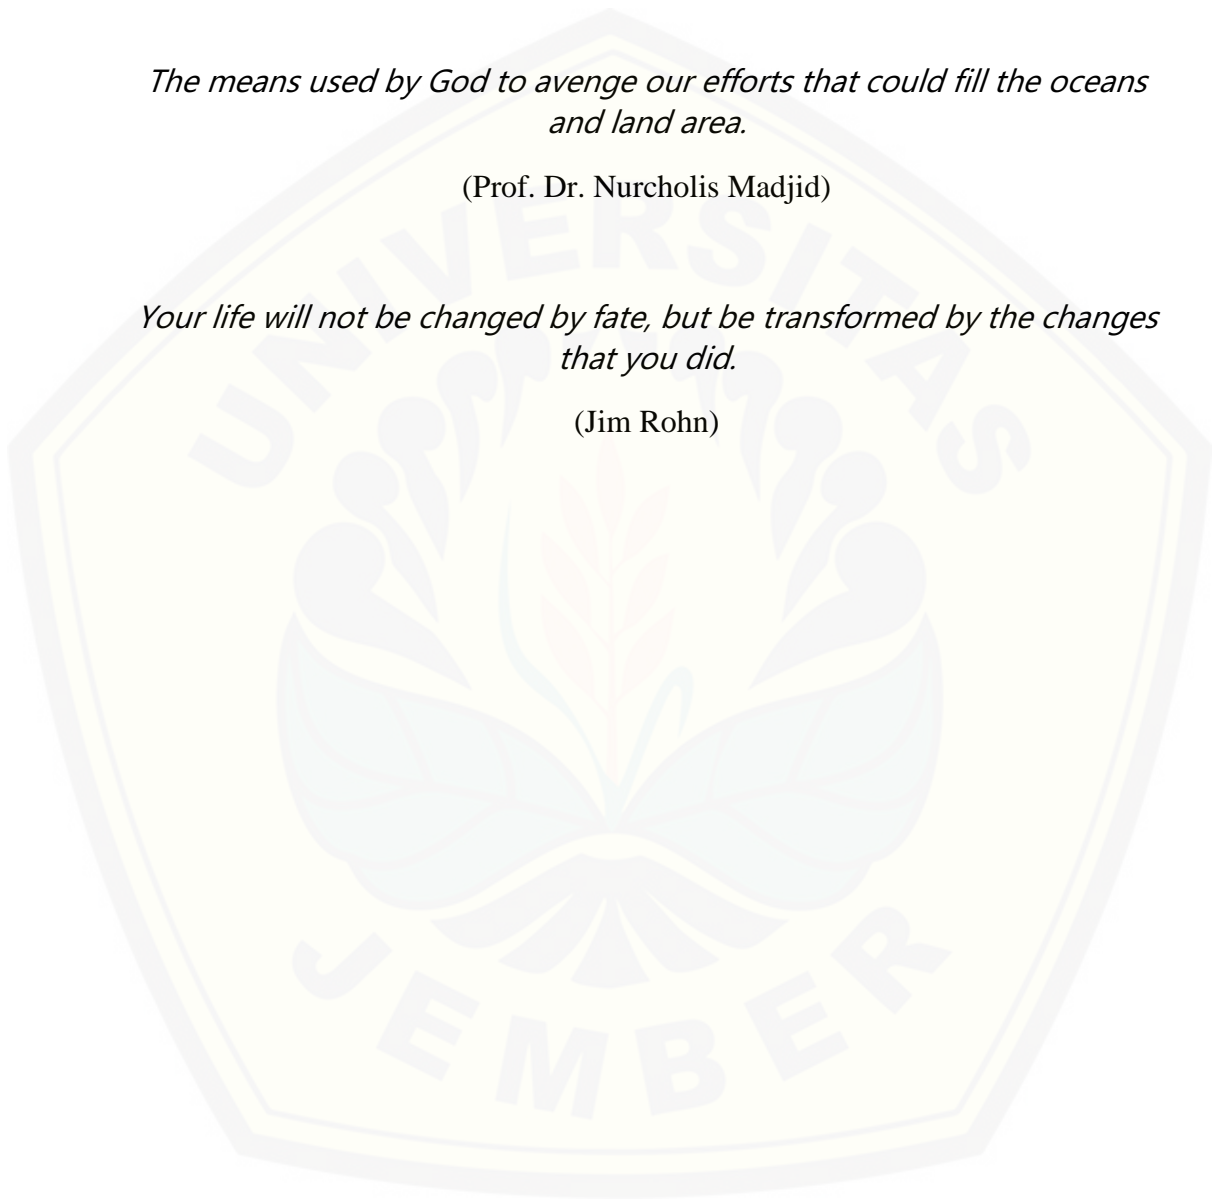 The means used by God to avenge our efforts that could fill the oceans
and land area.
(Prof. Dr. Nurcholis Madjid)
Your life will not be changed by fate, but be transformed by the changes
that you did.
(Jim Rohn)
UNIVERSITAS
JEMBER